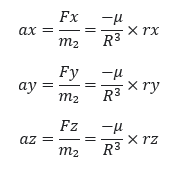 ax = Fx/m₂ = −μ/R³ × rx
ay = Fy/m₂ = −μ/R³ × ry
az = Fz/m₂ = −μ/R³ × rz